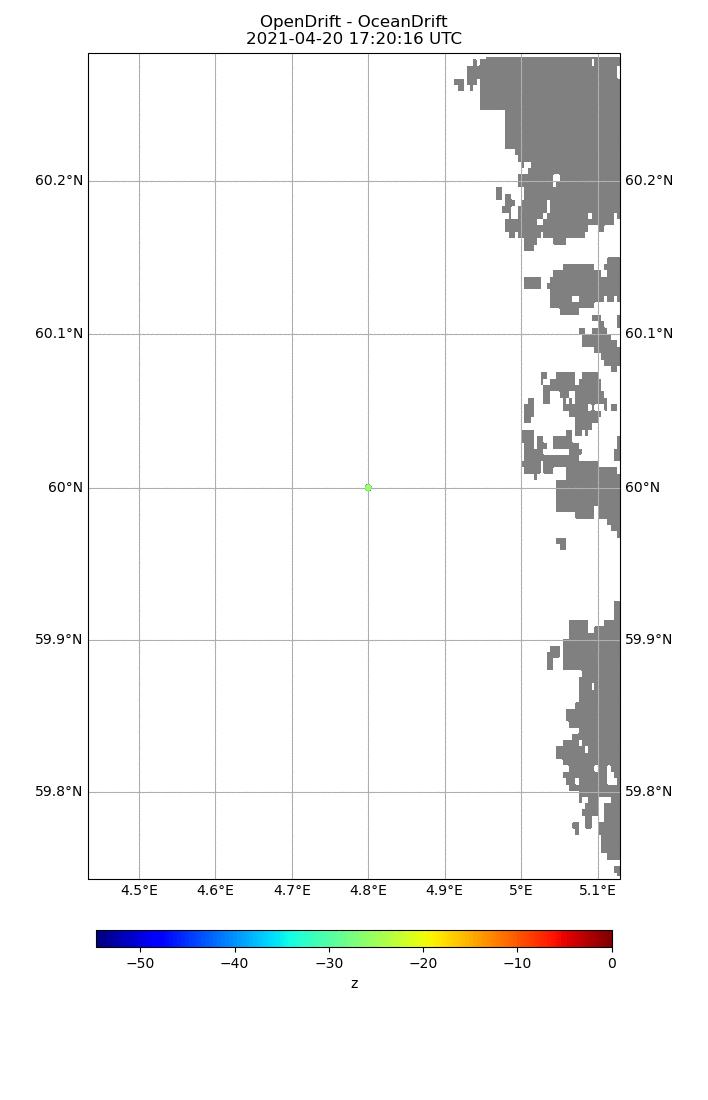 OpenDrift - OceanDrift
2021-04-20 17:20:16 UTC
60.2°N 60.2°N
60.1°N 60.1°N
60°N 60°N
59.9°N 59.9°N
59.8°N 59.8°N
4.5°E 4.6°E 4.7°E 4.8°E 4.9°E 5°E 5.1°E
−50 −40 −30 −20 −10 0
z